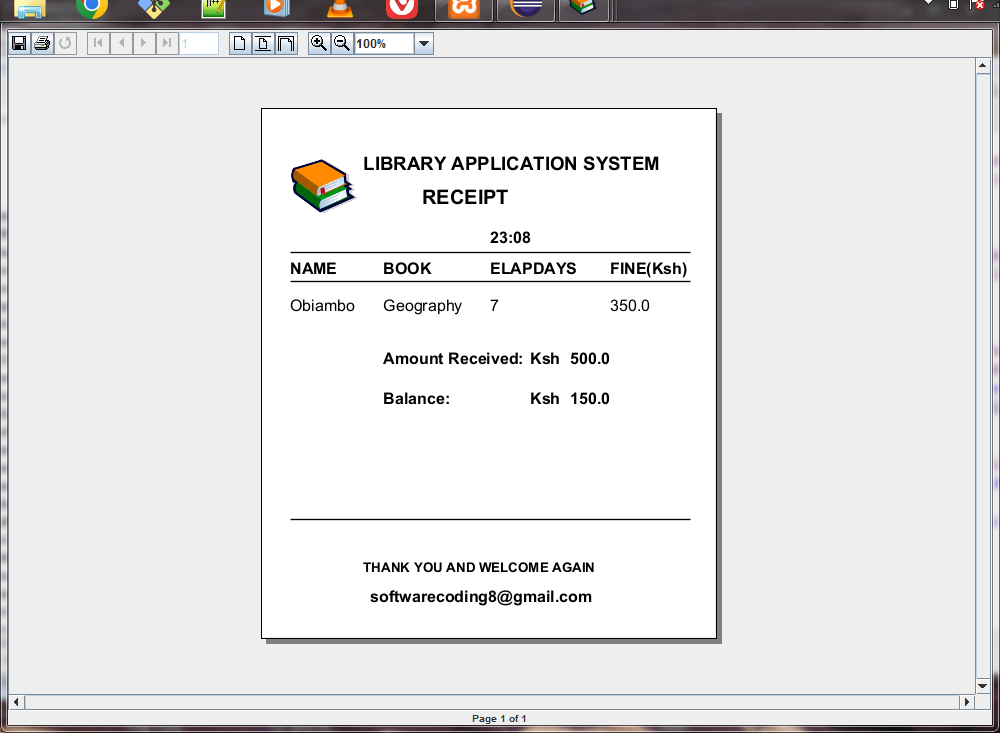 1
100%
LIBRARY APPLICATION SYSTEM
RECEIPT
23:08
NAME BOOK ELAPDAYS FINE(Ksh)
Obiambo Geography 7 350.0
Amount Received: Ksh 500.0
Balance: Ksh 150.0
THANK YOU AND WELCOME AGAIN
softwarecoding8@gmail.com
Page 1 of 1